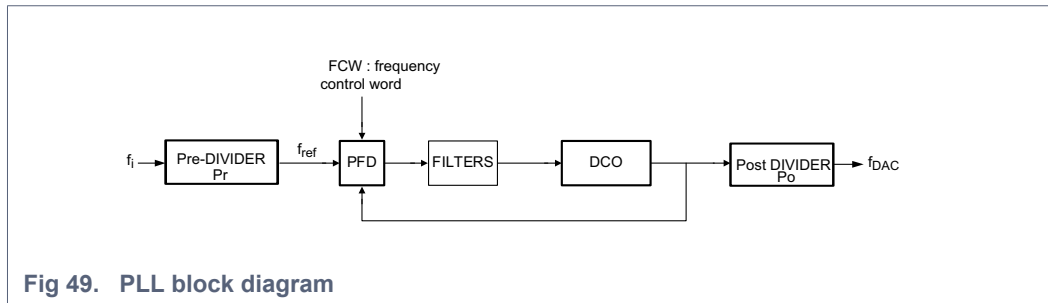 FCW : frequency
control word
fi
Pre-DIVIDER
Pr
fref
PFD
FILTERS
DCO
Post DIVIDER
Po
fDAC
Fig 49. PLL block diagram